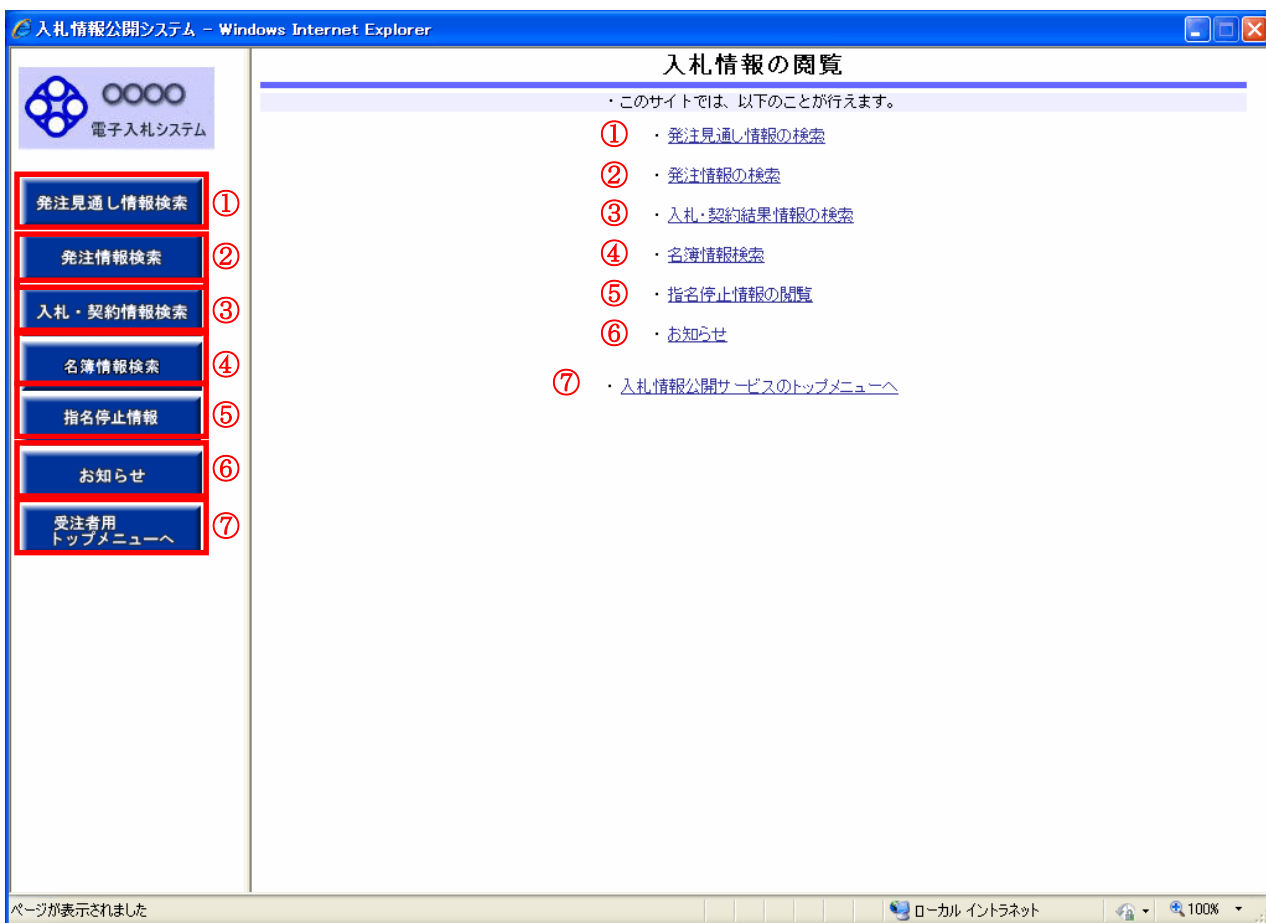 入札情報公開システム - Windows Internet Explorer
○○○○
電子入札システム
発注見通し情報検索 ①
発注情報検索 ②
入札・契約情報検索 ③
名簿情報検索 ④
指名停止情報 ⑤
お知らせ ⑥
受注者用
トップメニューへ ⑦
入札情報の閲覧
・このサイトでは、以下のことが行えます。
① ・発注見通し情報の検索
② ・発注情報の検索
③ ・入札・契約結果情報の検索
④ ・名簿情報検索
⑤ ・指名停止情報の閲覧
⑥ ・お知らせ
⑦ ・入札情報公開サービスのトップメニューへ
ページが表示されました
ローカル イントラネット
100%